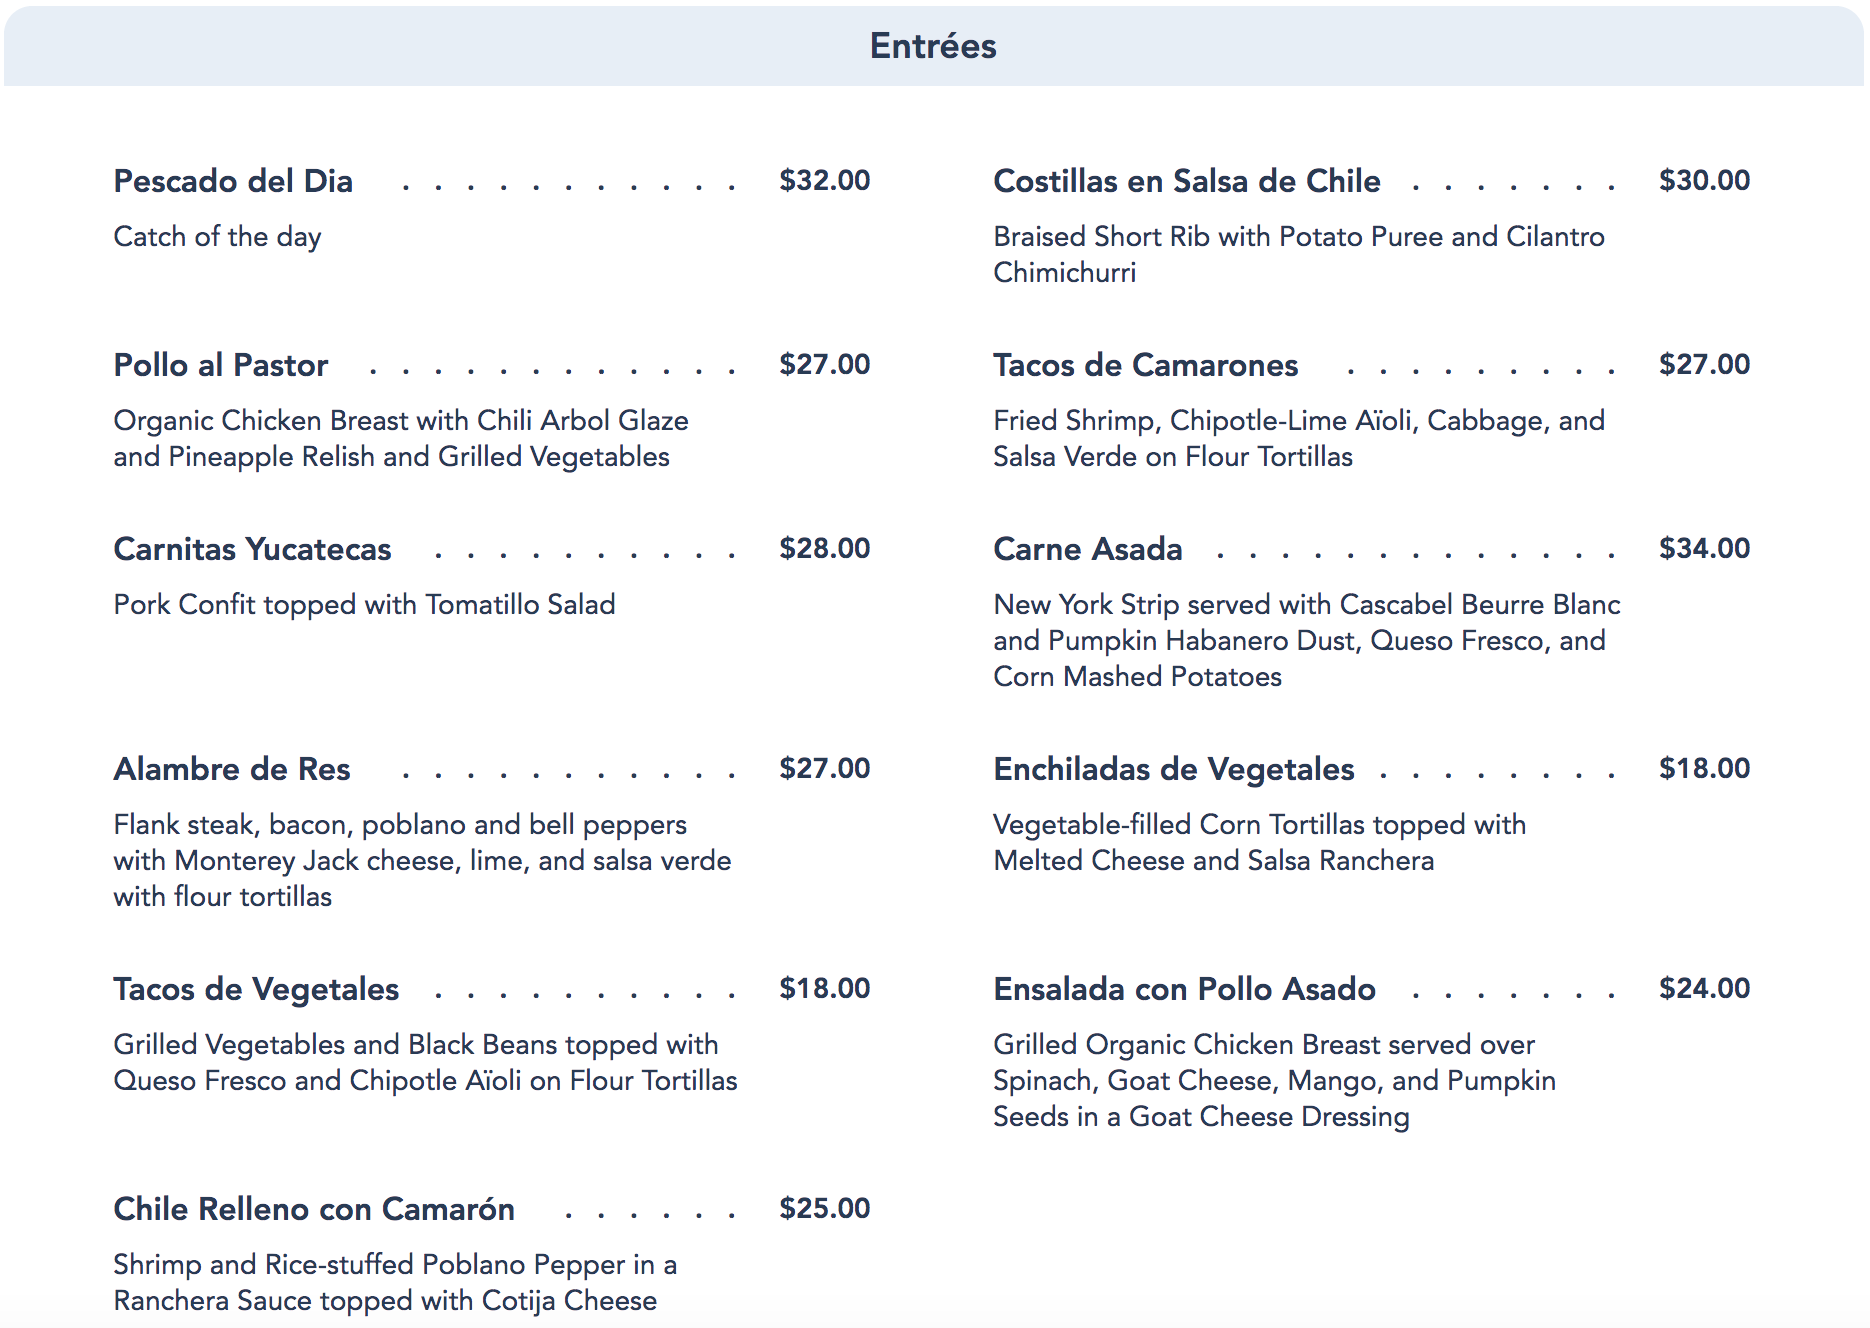 Entrées
Pescado del Dia . . . . . . . . . . . $32.00
Catch of the day
Costillas en Salsa de Chile . . . . . . . $30.00
Braised Short Rib with Potato Puree and Cilantro
Chimichurri
Pollo al Pastor . . . . . . . . . . . . $27.00
Organic Chicken Breast with Chili Arbol Glaze
and Pineapple Relish and Grilled Vegetables
Tacos de Camarones . . . . . . . . . $27.00
Fried Shrimp, Chipotle-Lime Aïoli, Cabbage, and
Salsa Verde on Flour Tortillas
Carnitas Yucatecas . . . . . . . . . . $28.00
Pork Confit topped with Tomatillo Salad
Carne Asada . . . . . . . . . . . . . $34.00
New York Strip served with Cascabel Beurre Blanc
and Pumpkin Habanero Dust, Queso Fresco, and
Corn Mashed Potatoes
Alambre de Res . . . . . . . . . . . $27.00
Flank steak, bacon, poblano and bell peppers
with Monterey Jack cheese, lime, and salsa verde
with flour tortillas
Enchiladas de Vegetales . . . . . . . . $18.00
Vegetable-filled Corn Tortillas topped with
Melted Cheese and Salsa Ranchera
Tacos de Vegetales . . . . . . . . . . $18.00
Grilled Vegetables and Black Beans topped with
Queso Fresco and Chipotle Aïoli on Flour Tortillas
Ensalada con Pollo Asado . . . . . . . $24.00
Grilled Organic Chicken Breast served over
Spinach, Goat Cheese, Mango, and Pumpkin
Seeds in a Goat Cheese Dressing
Chile Relleno con Camarón . . . . . . $25.00
Shrimp and Rice-stuffed Poblano Pepper in a
Ranchera Sauce topped with Cotija Cheese